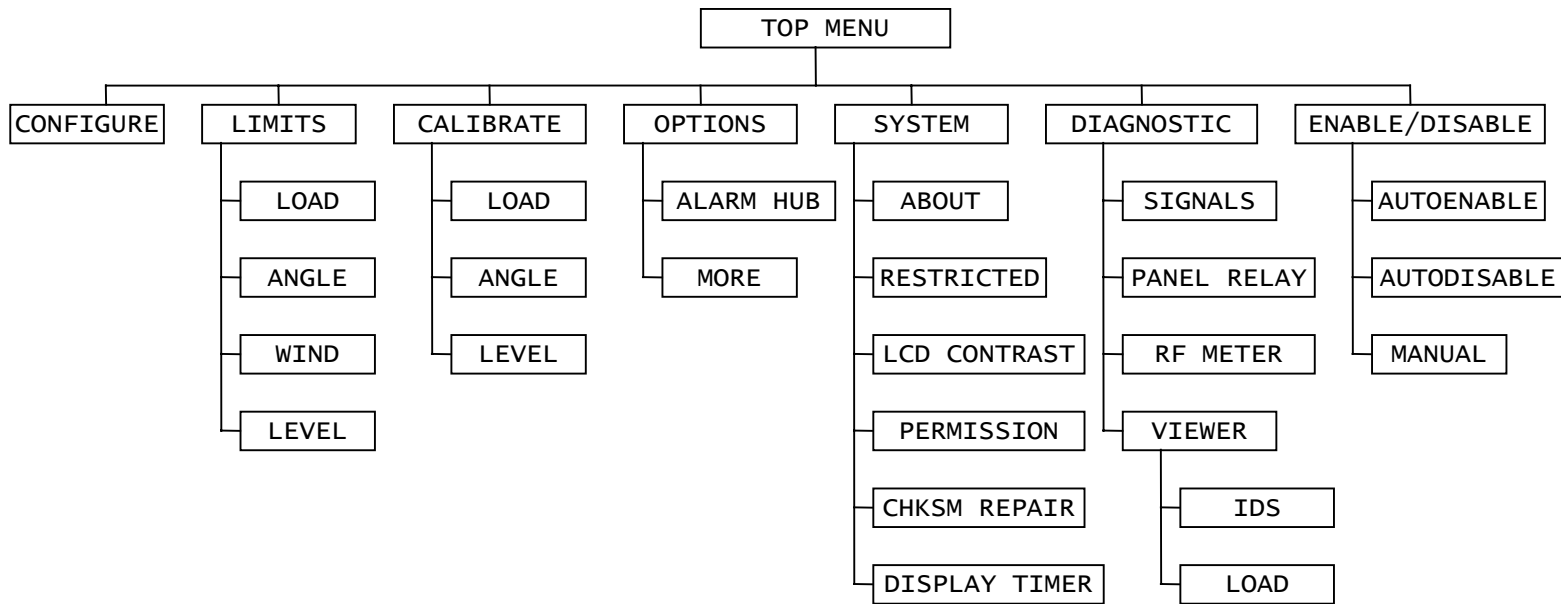 TOP MENU
CONFIGURE
LIMITS
CALIBRATE
OPTIONS
SYSTEM
DIAGNOSTIC
ENABLE/DISABLE
LOAD
LOAD
ALARM HUB
ABOUT
SIGNALS
AUTOENABLE
ANGLE
ANGLE
MORE
RESTRICTED
PANEL RELAY
AUTODISABLE
WIND
LEVEL
LCD CONTRAST
RF METER
MANUAL
LEVEL
PERMISSION
VIEWER
CHKSM REPAIR
IDS
DISPLAY TIMER
LOAD